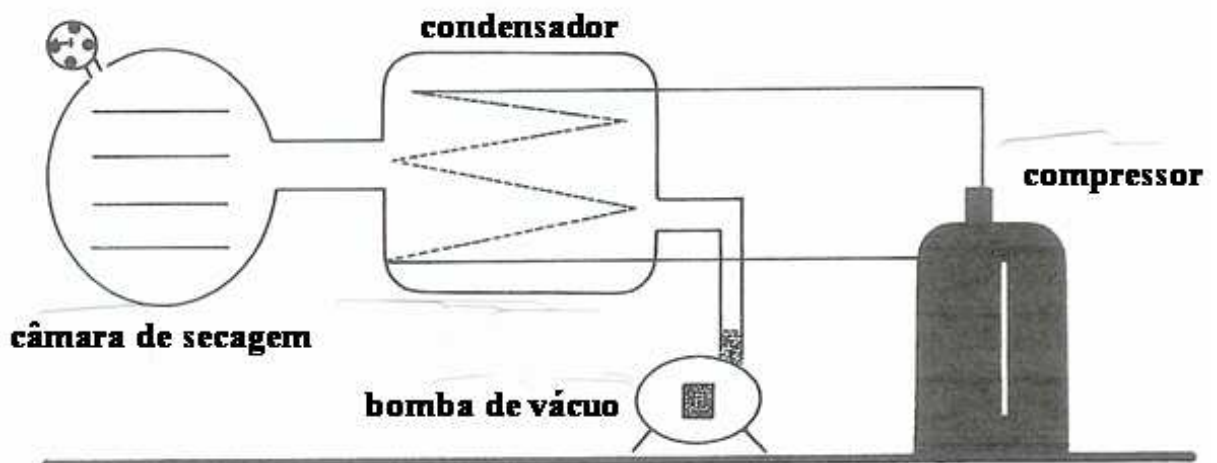 condensador
compressor
câmara de secagem
bomba de vácuo